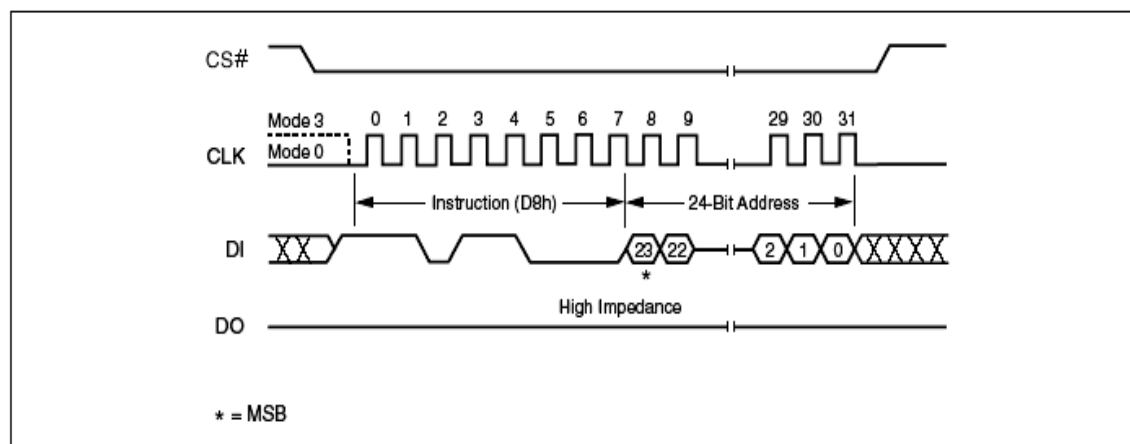 CS#
Mode 3
0 1 2 3 4 5 6 7 8 9 29 30 31
CLK
Mode 0
Instruction (D8h)
24-Bit Address
DI
23 22 2 1 0
*
High Impedance
DO
* = MSB